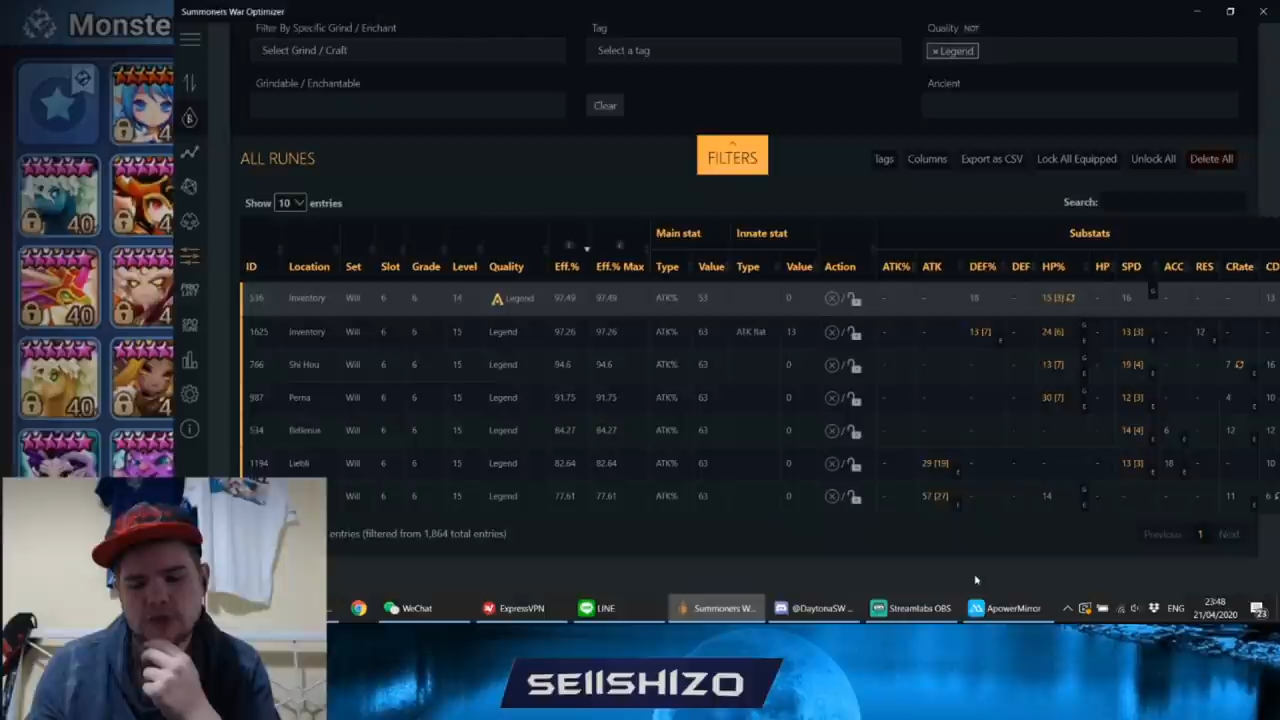 Summoners War Optimizer
Monste
Filter By Specific Grind / Enchant Tag Quality NOT
Select Grind / Craft Select a tag × Legend
Grindable / Enchantable Ancient
Clear
ALL RUNES FILTERS Tags Columns Export as CSV Lock All Equipped Unlock All Delete All
Show 10 entries Search:
Main stat Innate stat Substats
ID Location Set Slot Grade Level Quality Eff.% Eff.% Max Type Value Type Value Action ATK% ATK DEF% DEF HP% HP SPD ACC RES CRate CD
536 Inventory Will 6 6 14 Legend 97.49 97.49 ATK% 53 0 / - - 18 - 15 [3] - 16 - - - 13
1625 Inventory Will 6 6 15 Legend 97.26 97.26 ATK% 63 ATK flat 13 / - - 13 [7] - 24 [6] - 13 [3] - 12 - -
766 Shi Hou Will 6 6 15 Legend 94.6 94.6 ATK% 63 0 / - - - - 13 [7] - 19 [4] - - 7 16
987 Perna Will 6 6 15 Legend 91.75 91.75 ATK% 63 0 / - - - - 30 [7] - 12 [3] - - 4 10
534 Bellenus Will 6 6 15 Legend 84.27 84.27 ATK% 63 0 / - - - - - - 14 [4] 6 - 12 12
1194 Liebli Will 6 6 15 Legend 82.64 82.64 ATK% 63 0 / - 29 [19] - - - - 13 [3] 18 - - 10
Will 6 6 15 Legend 77.61 77.61 ATK% 63 0 / - 57 [27] - - 14 - - - - 11 6
entries (filtered from 1,864 total entries) Previous 1 Next
40
40
40
WeChat ExpressVPN LINE Summoners W... @DaytonaSW ... Streamlabs OBS ApowerMirror ENG 23:48
21/04/2020
23
SEIISHIZO